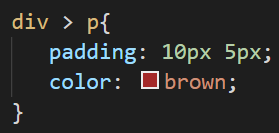 div > p{
padding: 10px 5px;
color: brown;
}